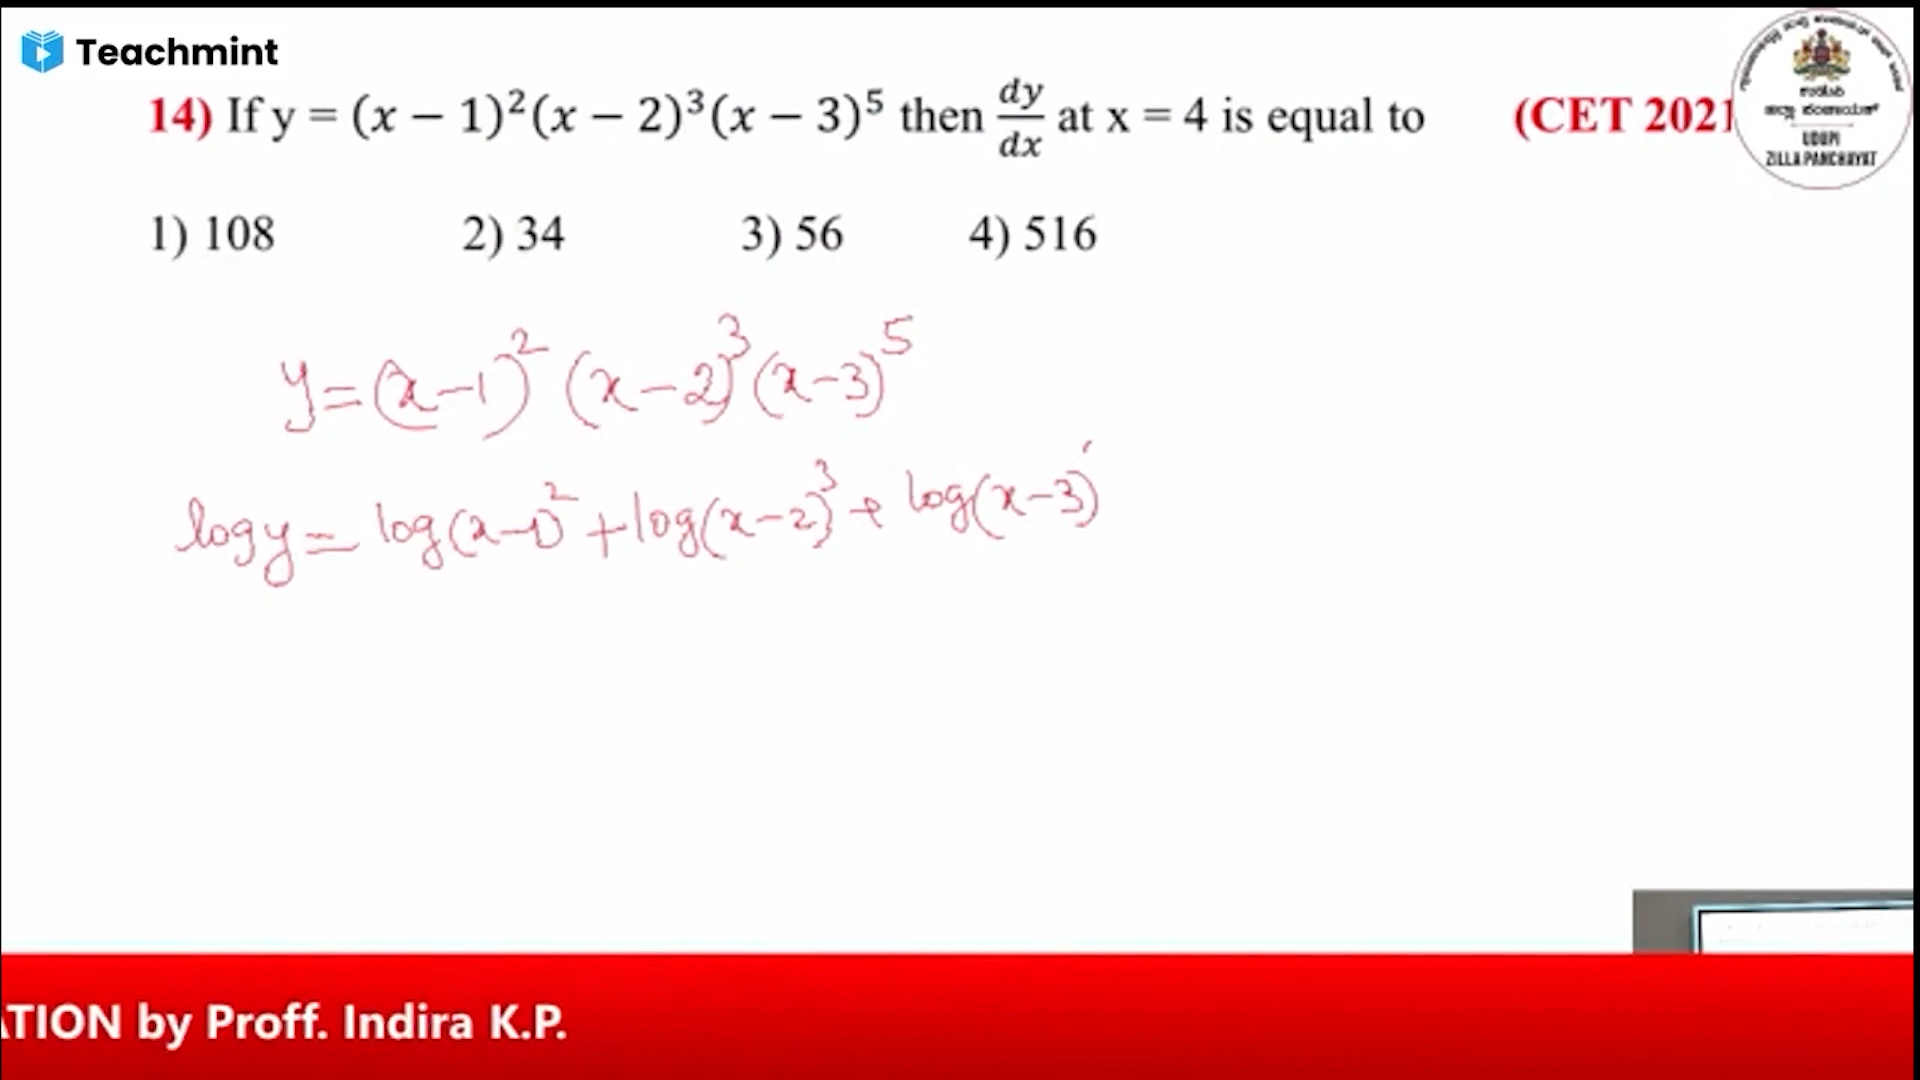 Teachmint
14) If y = (x − 1)²(x − 2)³(x − 3)⁵ then dy/dx at x = 4 is equal to (CET 2021
1) 108 2) 34 3) 56 4) 516
y = (x−1)² (x−2)³ (x−3)⁵
log y = log(x−1)² + log(x−2)³ + log(x−3)
UDUPI
ZILLA PANCHAYAT
ATION by Proff. Indira K.P.